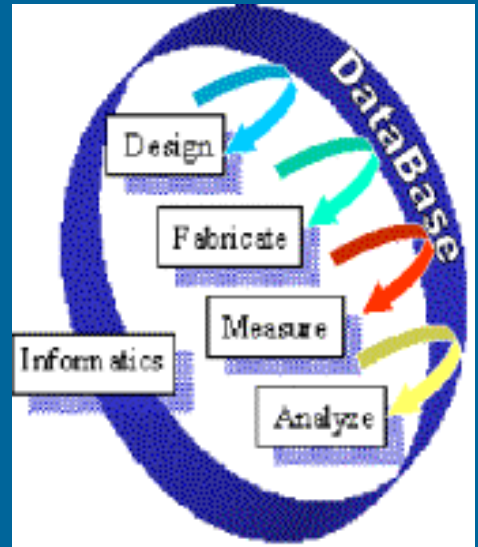 DataBase
Design
Fabricate
Measure
Informatics
Analyze